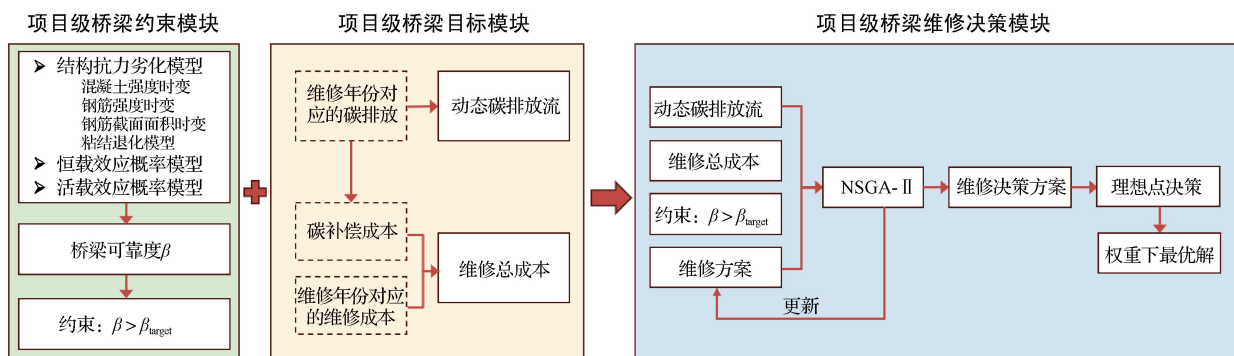 项目级桥梁约束模块
➤ 结构抗力劣化模型
混凝土强度时变
钢筋强度时变
钢筋截面面积时变
粘结退化模型
➤ 恒载效应概率模型
➤ 活载效应概率模型
桥梁可靠度β
约束：β > βtarget
项目级桥梁目标模块
维修年份对
应的碳排放
动态碳排放流
碳补偿成本
维修年份对应
的维修成本
维修总成本
项目级桥梁维修决策模块
动态碳排放流
维修总成本
约束：β > βtarget
维修方案
NSGA-Ⅱ
维修决策方案
理想点决策
权重下最优解
更新